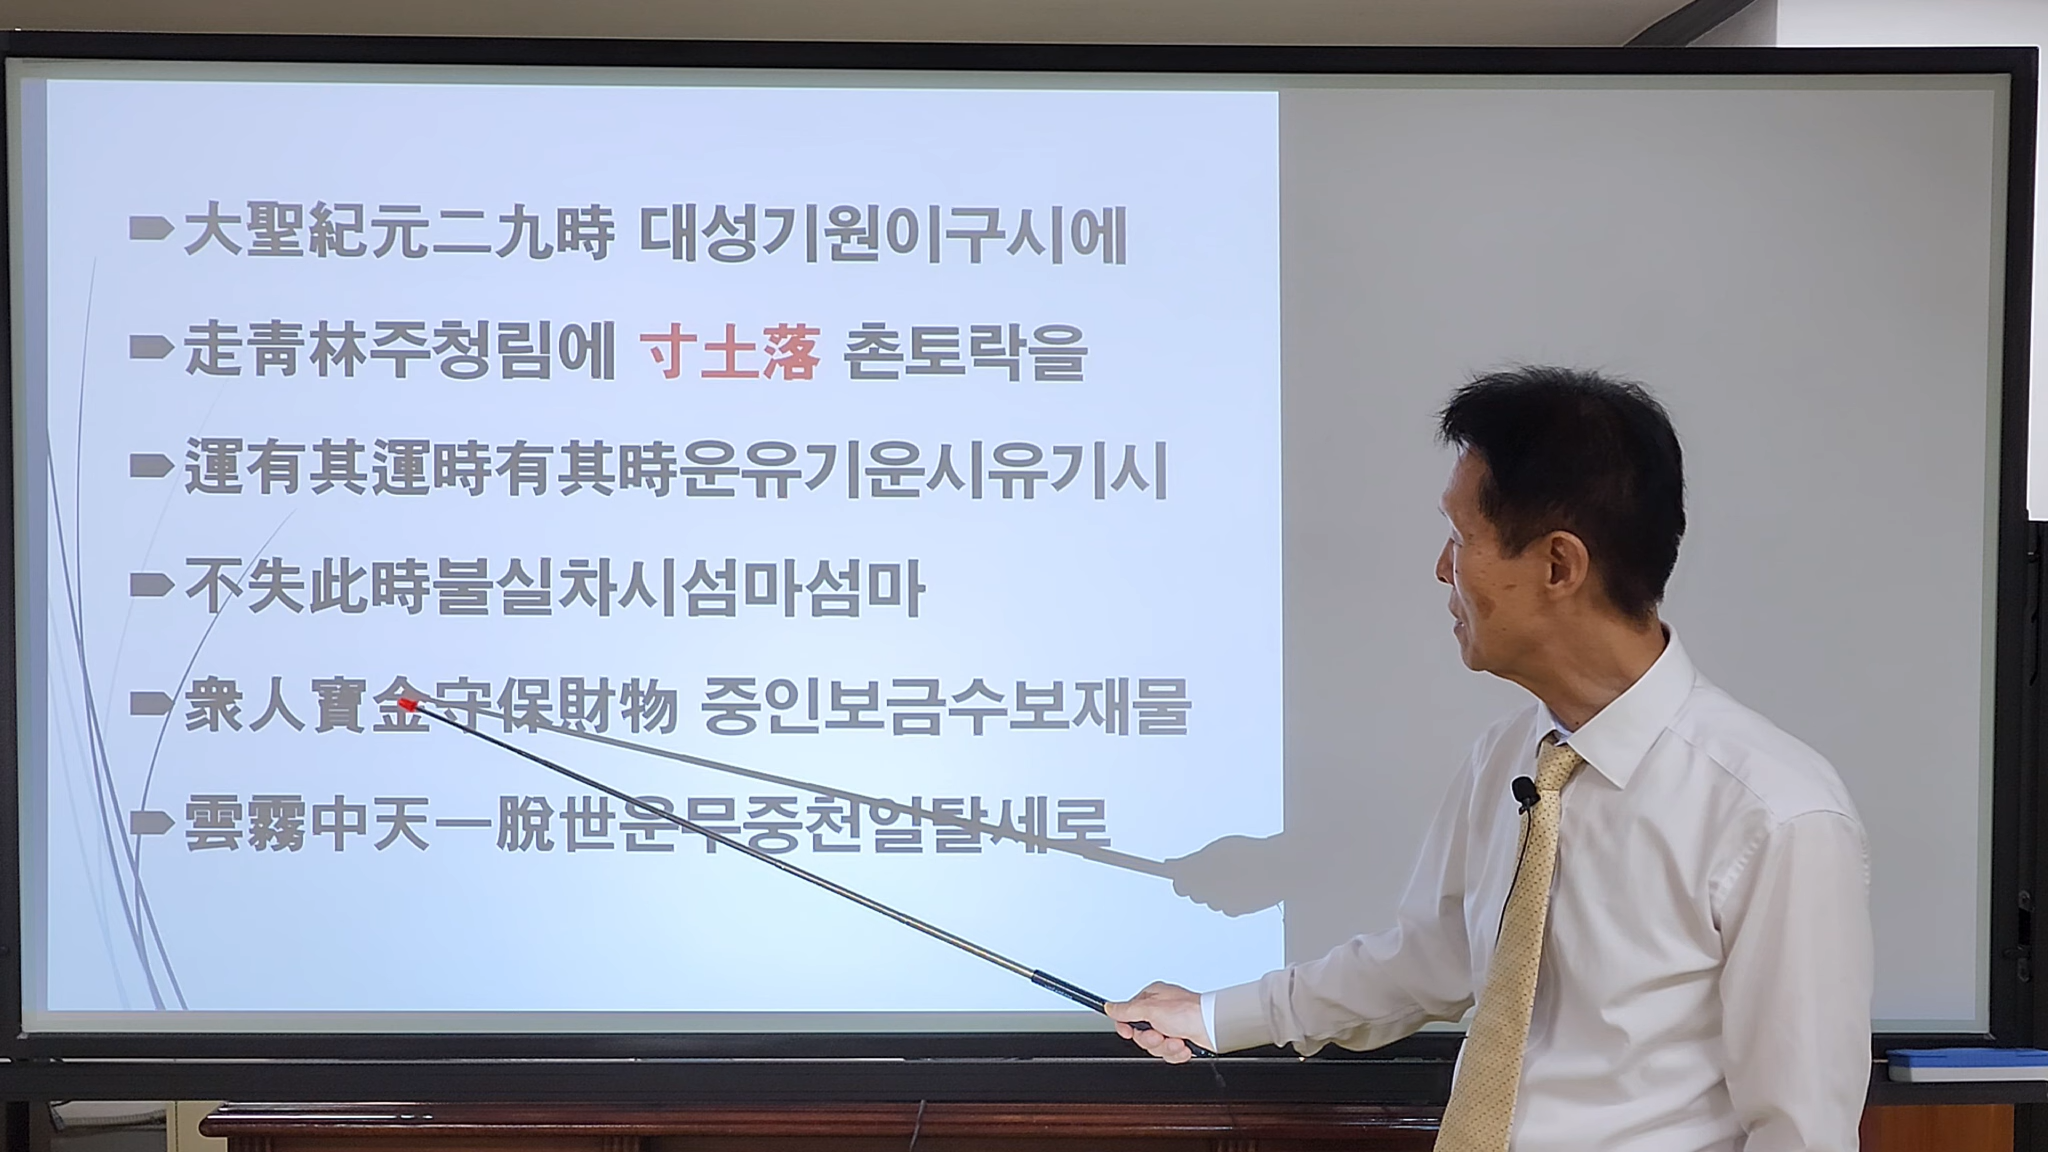 大聖紀元二九時 대성기원이구시에
走靑林주청림에 寸土落 촌토락을
運有其運時有其時운유기운시유기시
不失此時불실차시섬마섬마
衆人寶金守保財物 중인보금수보재물
雲霧中天一脫世운무중천일탈세로